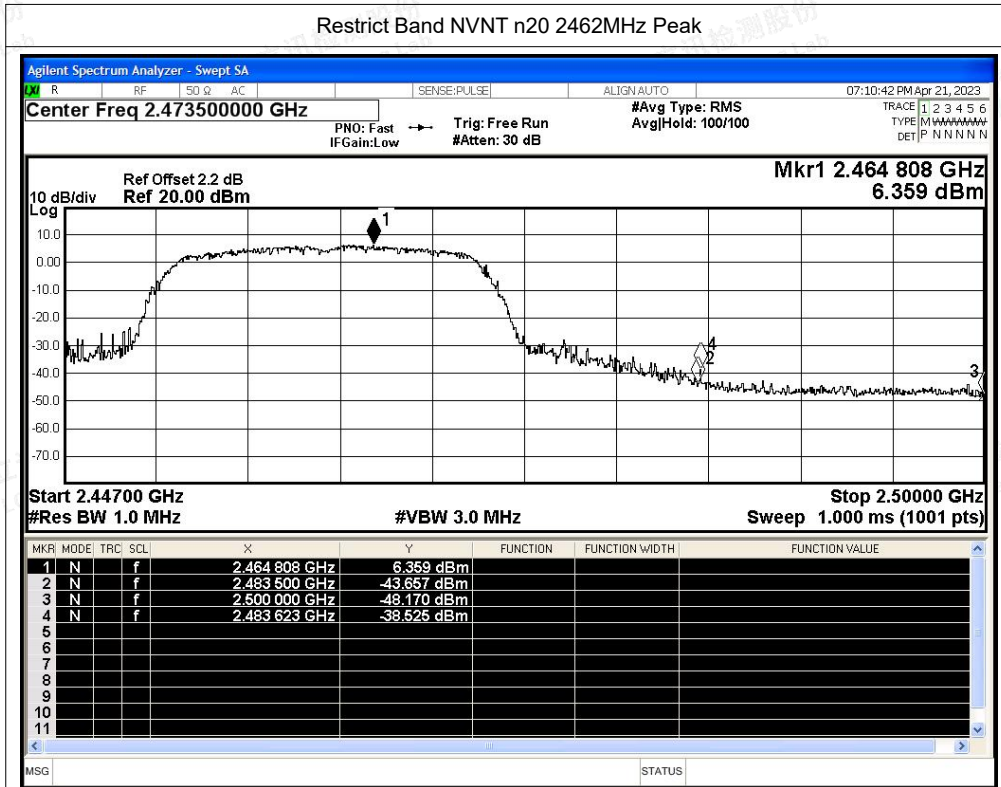 Restrict Band NVNT n20 2462MHz Peak
Agilent Spectrum Analyzer - Swept SA
LXI R RF 50 Ω AC SENSE:PULSE ALIGN AUTO 07:10:42 PM Apr 21, 2023
Center Freq 2.473500000 GHz #Avg Type: RMS TRACE 1 2 3 4 5 6
PNO: Fast Trig: Free Run Avg|Hold: 100/100 TYPE M WWWWW
IFGain:Low #Atten: 30 dB DET P N N N N N
Mkr1 2.464 808 GHz
Ref Offset 2.2 dB
10 dB/div Ref 20.00 dBm 6.359 dBm
Log
10.0
0.00
-10.0
-20.0
-30.0
-40.0
-50.0
-60.0
-70.0
1
4
2
3
Start 2.44700 GHz Stop 2.50000 GHz
#Res BW 1.0 MHz #VBW 3.0 MHz Sweep 1.000 ms (1001 pts)
MKR MODE TRC SCL X Y FUNCTION FUNCTION WIDTH FUNCTION VALUE
1 N f 2.464 808 GHz 6.359 dBm
2 N f 2.483 500 GHz -43.657 dBm
3 N f 2.500 000 GHz -48.170 dBm
4 N f 2.483 623 GHz -38.525 dBm
5
6
7
8
9
10
11
MSG STATUS